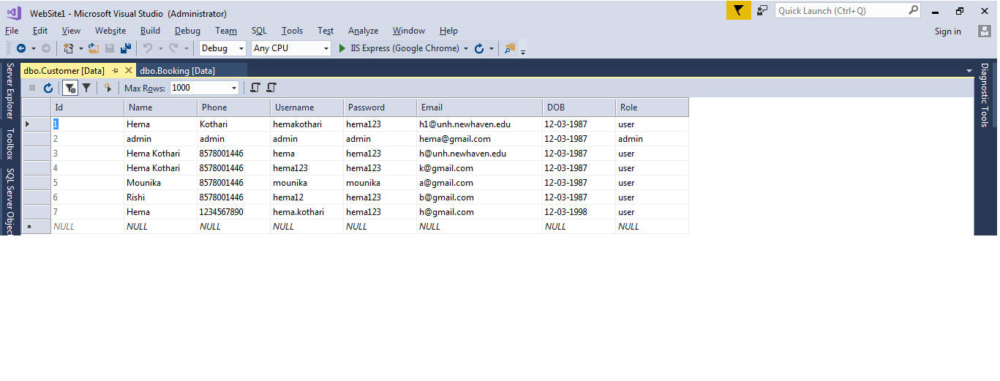 WebSite1 - Microsoft Visual Studio (Administrator)
Quick Launch (Ctrl+Q)
File Edit View Website Build Debug Team SQL Tools Test Analyze Window Help
Sign in
Debug Any CPU IIS Express (Google Chrome)
Server Explorer
Toolbox
SQL Server Object
dbo.Customer [Data] dbo.Booking [Data]
Diagnostic Tools
Max Rows: 1000
Id Name Phone Username Password Email DOB Role
1 Hema Kothari hemakothari hema123 h1@unh.newhaven.edu 12-03-1987 user
2 admin admin admin admin hema@gmail.com 12-03-1987 admin
3 Hema Kothari 8578001446 hema hema123 h@unh.newhaven.edu 12-03-1987 user
4 Hema Kothari 8578001446 hema123 hema123 k@gmail.com 12-03-1987 user
5 Mounika 8578001446 mounika mounika a@gmail.com 12-03-1987 user
6 Rishi 8578001446 hema12 hema123 b@gmail.com 12-03-1987 user
7 Hema 1234567890 hema.kothari hema123 h@gmail.com 12-03-1998 user
NULL NULL NULL NULL NULL NULL NULL NULL